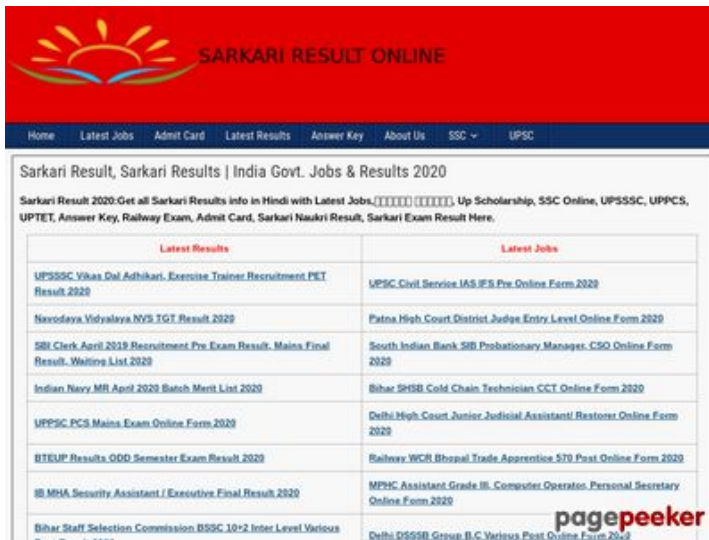 SARKARI RESULT ONLINE
Home Latest Jobs Admit Card Latest Results Answer Key About Us SSC UPSC
Sarkari Result, Sarkari Results | India Govt. Jobs & Results 2020
Sarkari Result 2020:Get all Sarkari Results info in Hindi with Latest Jobs, , Up Scholarship, SSC Online, UPSSSC, UPPCS,
UPTET, Answer Key, Railway Exam, Admit Card, Sarkari Naukri Result, Sarkari Exam Result Here.
Latest Results
Latest Jobs
UPSSSC Vikas Dal Adhikari, Exercise Trainer Recruitment PET
Result 2020
UPSC Civil Service IAS IFS Pre Online Form 2020
Navodaya Vidyalaya NVS TGT Result 2020
Patna High Court District Judge Entry Level Online Form 2020
SBI Clerk April 2019 Recruitment Pre Exam Result, Mains Final
Result, Waiting List 2020
South Indian Bank SIB Probationary Manager, CSO Online Form
2020
Indian Navy MR April 2020 Batch Merit List 2020
Bihar SHSB Cold Chain Technician CCT Online Form 2020
UPPSC PCS Mains Exam Online Form 2020
Delhi High Court Junior Judicial Assistant/ Restorer Online Form
2020
BTEUP Results ODD Semester Exam Result 2020
Railway WCR Bhopal Trade Apprentice 570 Post Online Form 2020
IB MHA Security Assistant / Executive Final Result 2020
MPHC Assistant Grade III, Computer Operator, Personal Secretary
Online Form 2020
Bihar Staff Selection Commission BSSC 10+2 Inter Level Various
Delhi DSSSB Group B,C Various Post Online Form 2020
pagepeeker